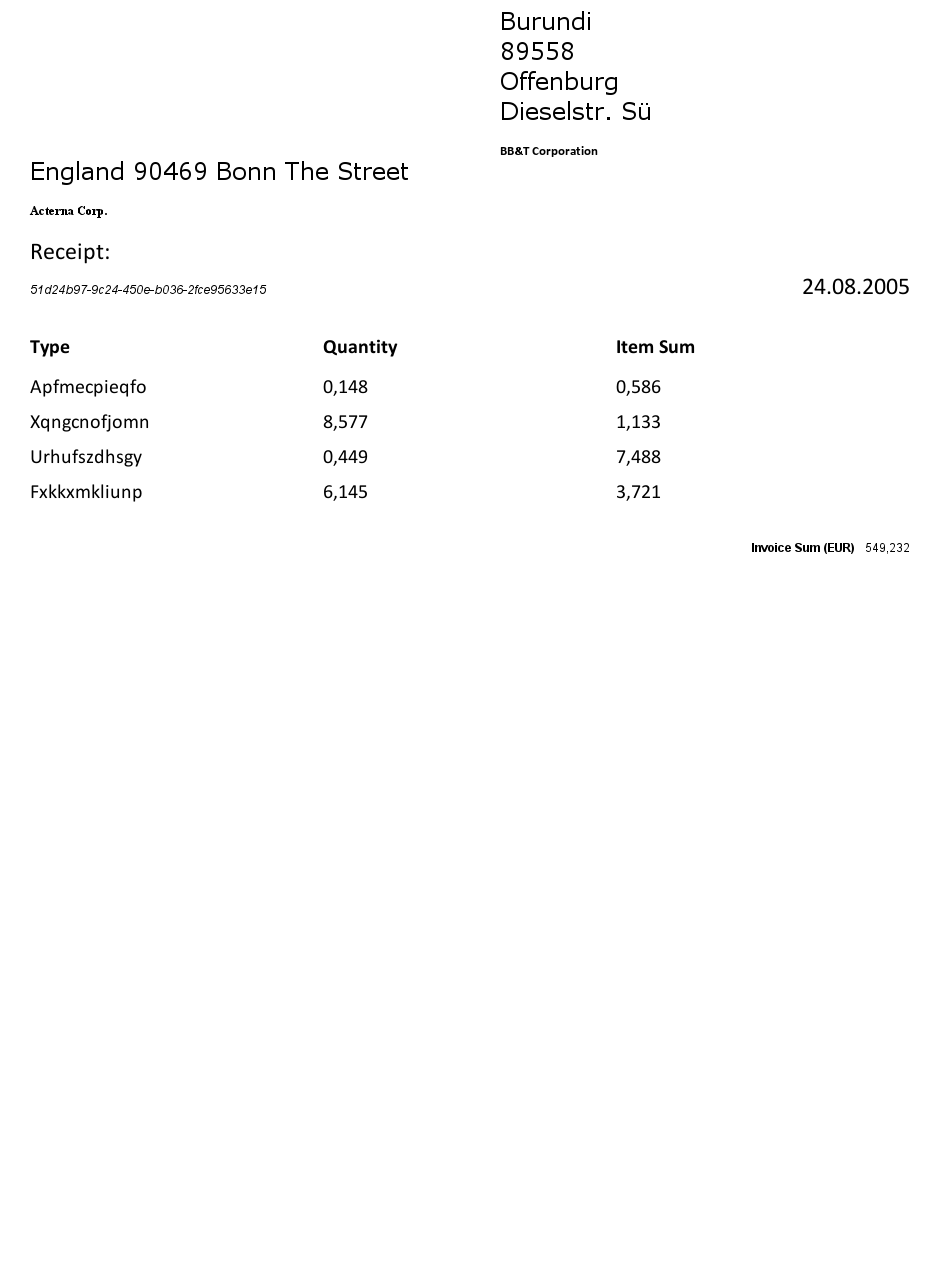 Burundi
89558
Offenburg
Dieselstr. Sü
BB&T Corporation
England 90469 Bonn The Street
Acterna Corp.
Receipt:
51d24b97-9c24-450e-b036-2fce95633e15
24.08.2005
Type Quantity Item Sum
Apfmecpieqfo 0,148 0,586
Xqngcnofjomn 8,577 1,133
Urhufszdhsgy 0,449 7,488
Fxkkxmkliunp 6,145 3,721
Invoice Sum (EUR) 549,232